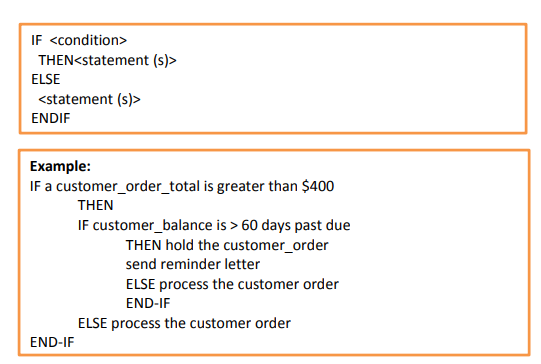 IF <condition>
THEN<statement (s)>
ELSE
<statement (s)>
ENDIF
Example:
IF a customer_order_total is greater than $400
THEN
IF customer_balance is > 60 days past due
THEN hold the customer_order
send reminder letter
ELSE process the customer order
END-IF
ELSE process the customer order
END-IF